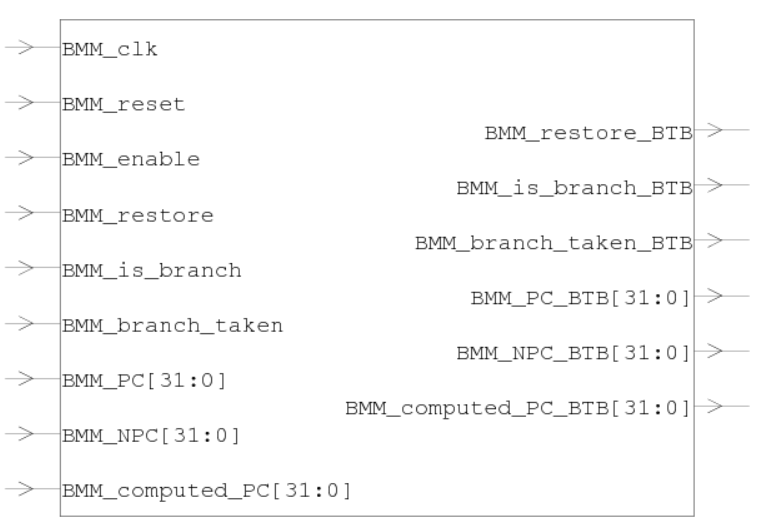 BMM_clk
BMM_reset
BMM_enable
BMM_restore
BMM_is_branch
BMM_branch_taken
BMM_PC[31:0]
BMM_NPC[31:0]
BMM_computed_PC[31:0]
BMM_restore_BTB
BMM_is_branch_BTB
BMM_branch_taken_BTB
BMM_PC_BTB[31:0]
BMM_NPC_BTB[31:0]
BMM_computed_PC_BTB[31:0]